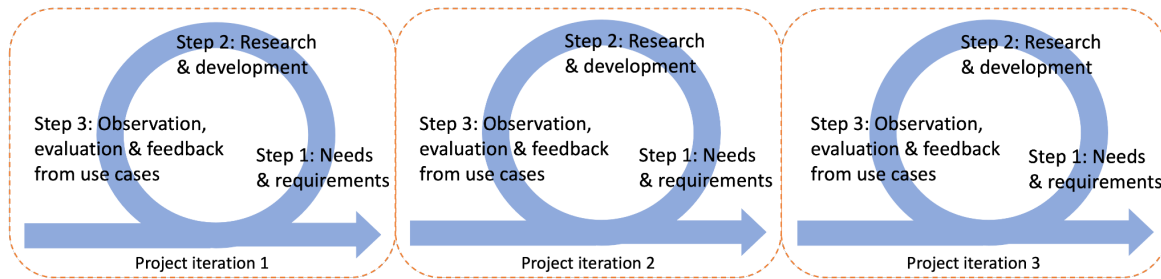 Step 2: Research
& development
Step 3: Observation,
evaluation & feedback
from use cases
Step 1: Needs
& requirements
Project iteration 1
Step 2: Research
& development
Step 3: Observation,
evaluation & feedback
from use cases
Step 1: Needs
& requirements
Project iteration 2
Step 2: Research
& development
Step 3: Observation,
evaluation & feedback
from use cases
Step 1: Needs
& requirements
Project iteration 3